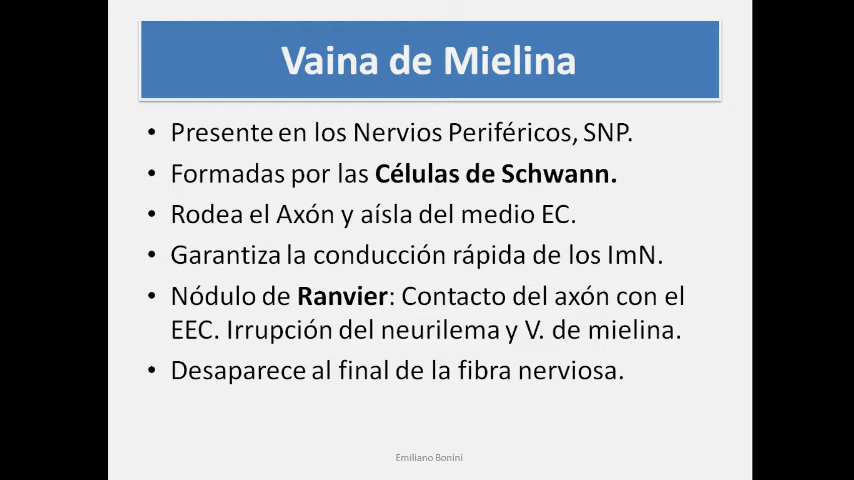 Vaina de Mielina
• Presente en los Nervios Periféricos, SNP.
• Formadas por las Células de Schwann.
• Rodea el Axón y aísla del medio EC.
• Garantiza la conducción rápida de los ImN.
• Nódulo de Ranvier: Contacto del axón con el
EEC. Irrupción del neurilema y V. de mielina.
• Desaparece al final de la fibra nerviosa.
Emiliano Bonini